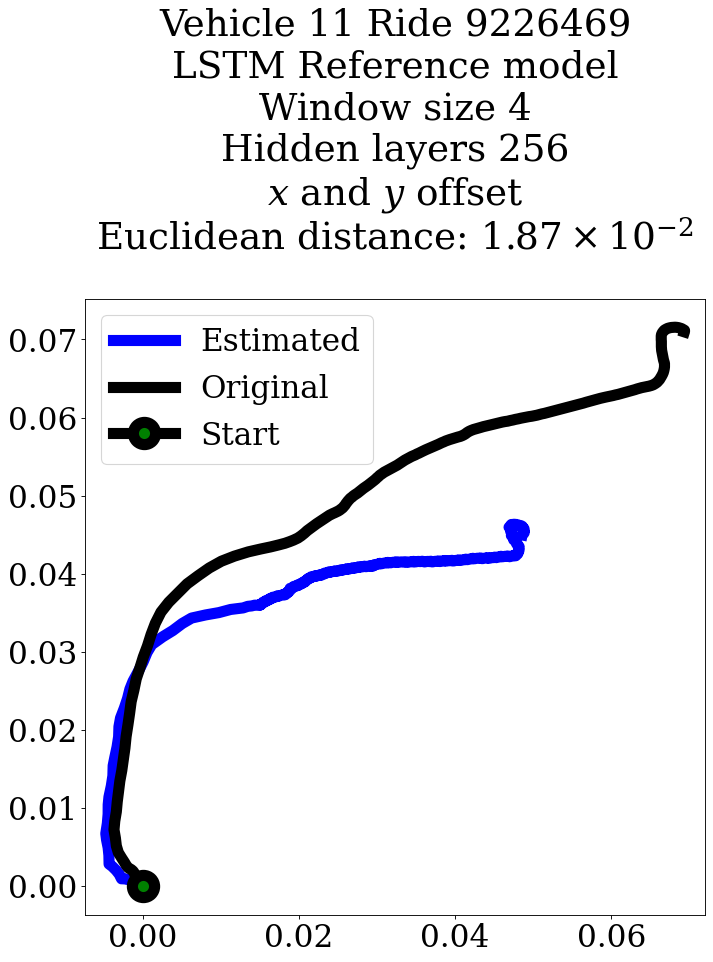 Vehicle 11 Ride 9226469
LSTM Reference model
Window size 4
Hidden layers 256
x and y offset
Euclidean distance: 1.87 × 10⁻²
Estimated
Original
Start
0.07
0.06
0.05
0.04
0.03
0.02
0.01
0.00
0.00 0.02 0.04 0.06